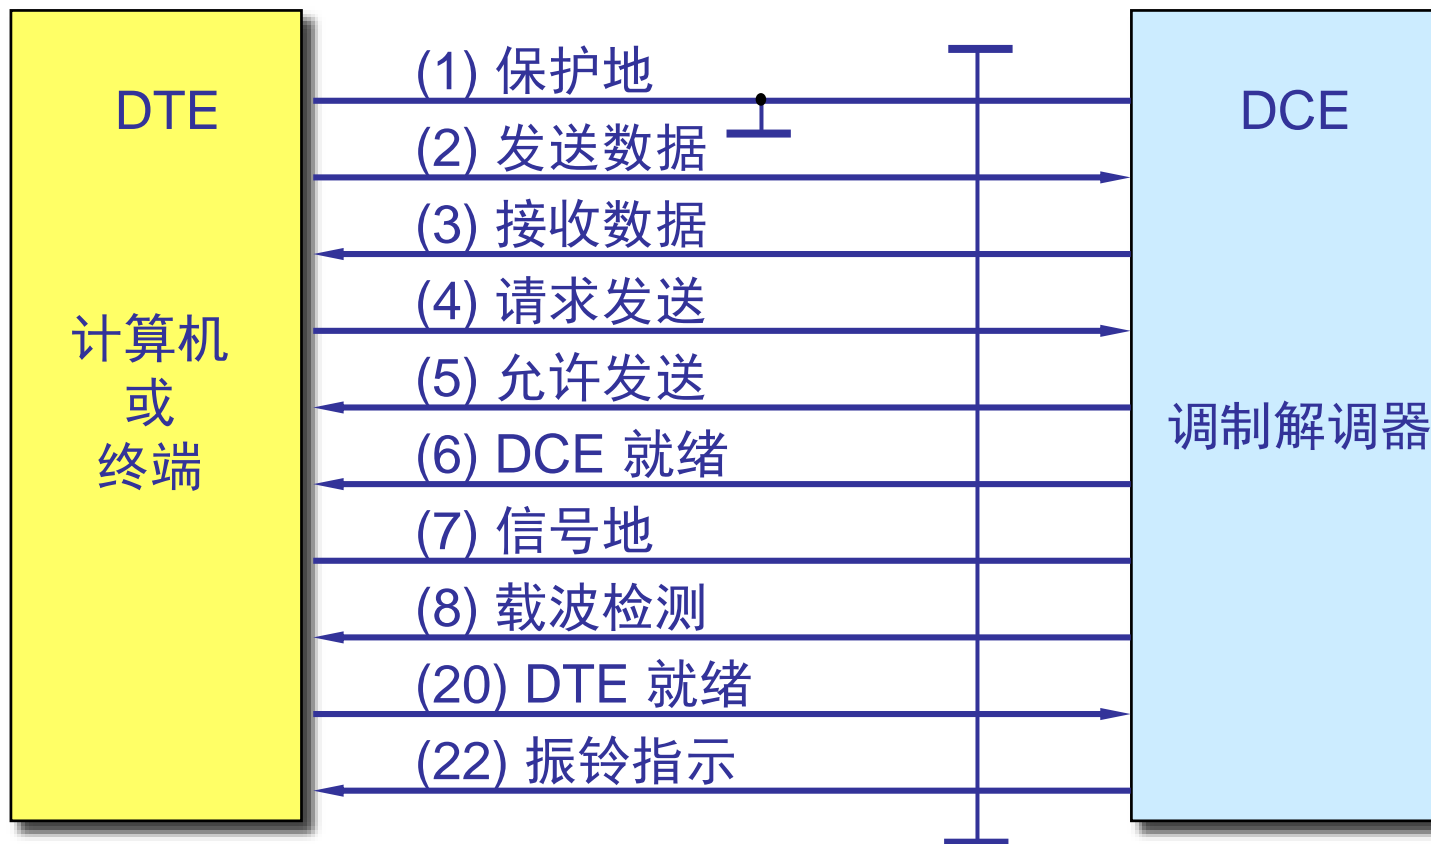 DTE
计算机
或
终端
(1) 保护地
(2) 发送数据
(3) 接收数据
(4) 请求发送
(5) 允许发送
(6) DCE 就绪
(7) 信号地
(8) 载波检测
(20) DTE 就绪
(22) 振铃指示
DCE
调制解调器